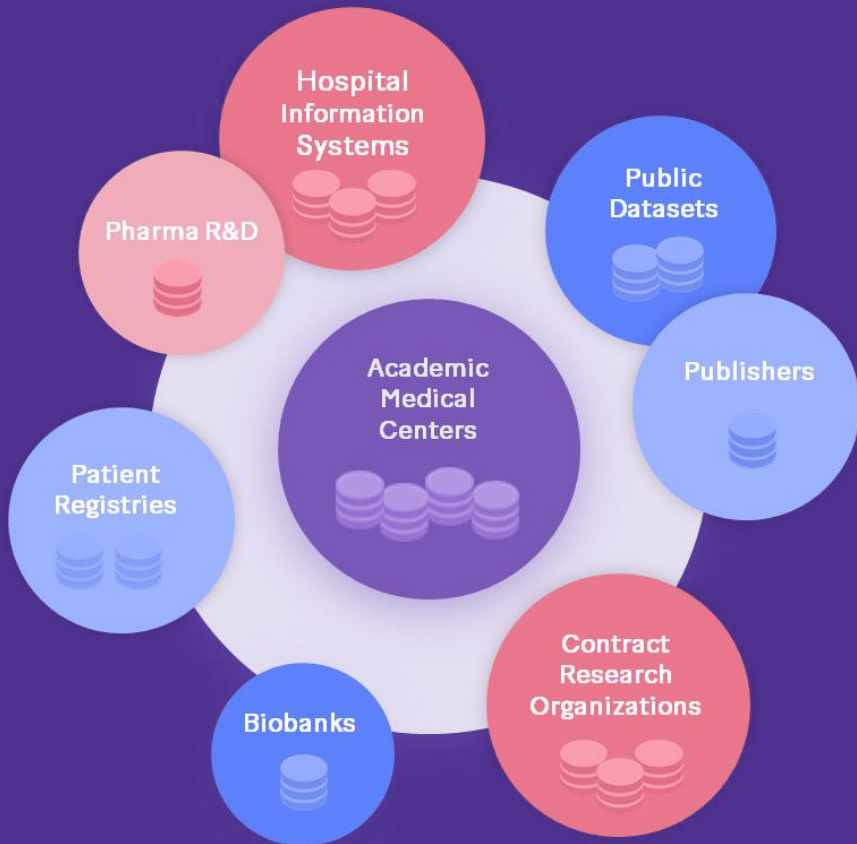 Hospital
Information
Systems
Public
Datasets
Pharma R&D
Publishers
Academic
Medical
Centers
Patient
Registries
Contract
Research
Organizations
Biobanks